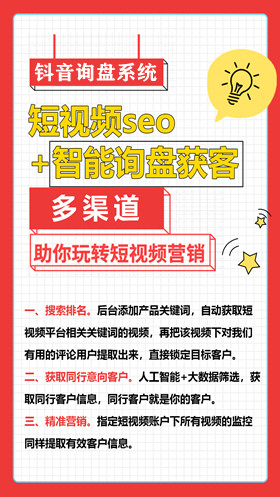 抖音询盘系统
短视频seo
+智能询盘获客
多渠道
助你玩转短视频营销
一、搜索排名。后台添加产品关键词，自动获取短
视频平台相关关键词的视频，再把该视频下对我们
有用的评论用户提取出来，直接锁定目标客户。
二、获取同行意向客户。人工智能+大数据筛选，获
取同行客户信息，同行客户就是你的客户。
三、精准营销。指定短视频账户下所有视频的监控
同样提取有效客户信息。